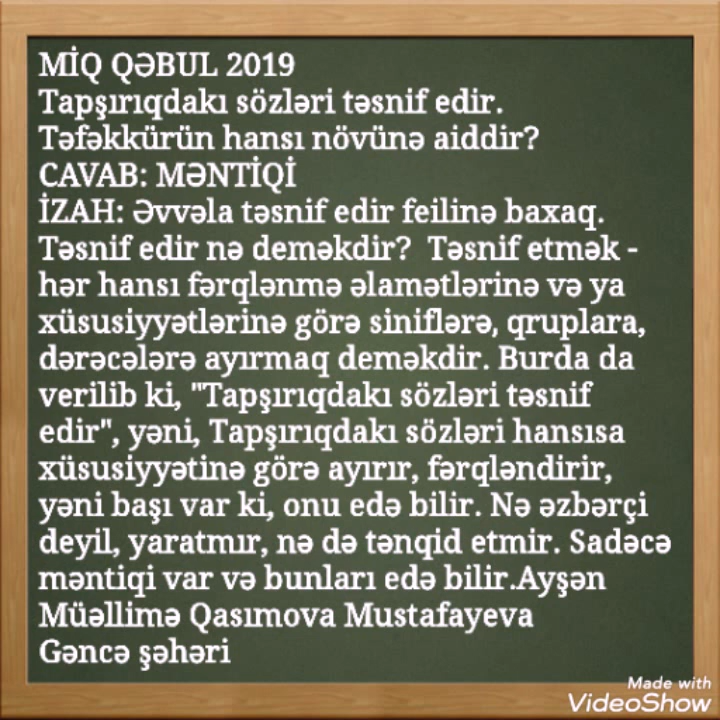 MİQ QƏBUL 2019
Tapşırıqdakı sözləri təsnif edir.
Təfəkkürün hansı növünə aiddir?
CAVAB: MƏNTİQİ
İZAH: Əvvəla təsnif edir feilinə baxaq.
Təsnif edir nə deməkdir? Təsnif etmək -
hər hansı fərqlənmə əlamətlərinə və ya
xüsusiyyətlərinə görə siniflərə, qruplara,
dərəcələrə ayırmaq deməkdir. Burda da
verilib ki, "Tapşırıqdakı sözləri təsnif
edir", yəni, Tapşırıqdakı sözləri hansısa
xüsusiyyətinə görə ayırır, fərqləndirir,
yəni başı var ki, onu edə bilir. Nə əzbərçi
deyil, yaratmır, nə də tənqid etmir. Sadəcə
məntiqi var və bunları edə bilir.Ayşən
Müəllimə Qasımova Mustafayeva
Gəncə şəhəri
Made with
VideoShow